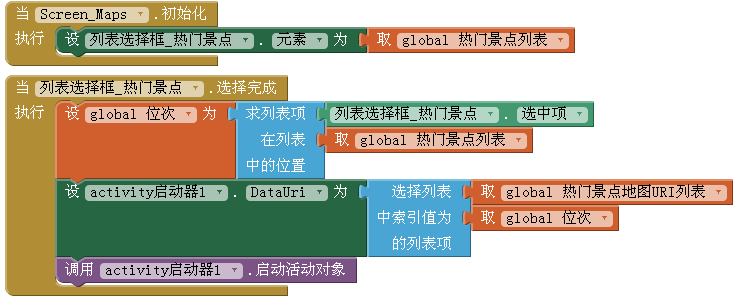 当 Screen_Maps .初始化
执行 设 列表选择框_热门景点 . 元素 为 取 global 热门景点列表
当 列表选择框_热门景点 .选择完成
执行 设 global 位次 为 求列表项 列表选择框_热门景点 . 选中项
在列表 取 global 热门景点列表
中的位置
设 activity启动器1 . DataUri 为 选择列表 取 global 热门景点地图URI列表
中索引值为 取 global 位次
的列表项
调用 activity启动器1 .启动活动对象